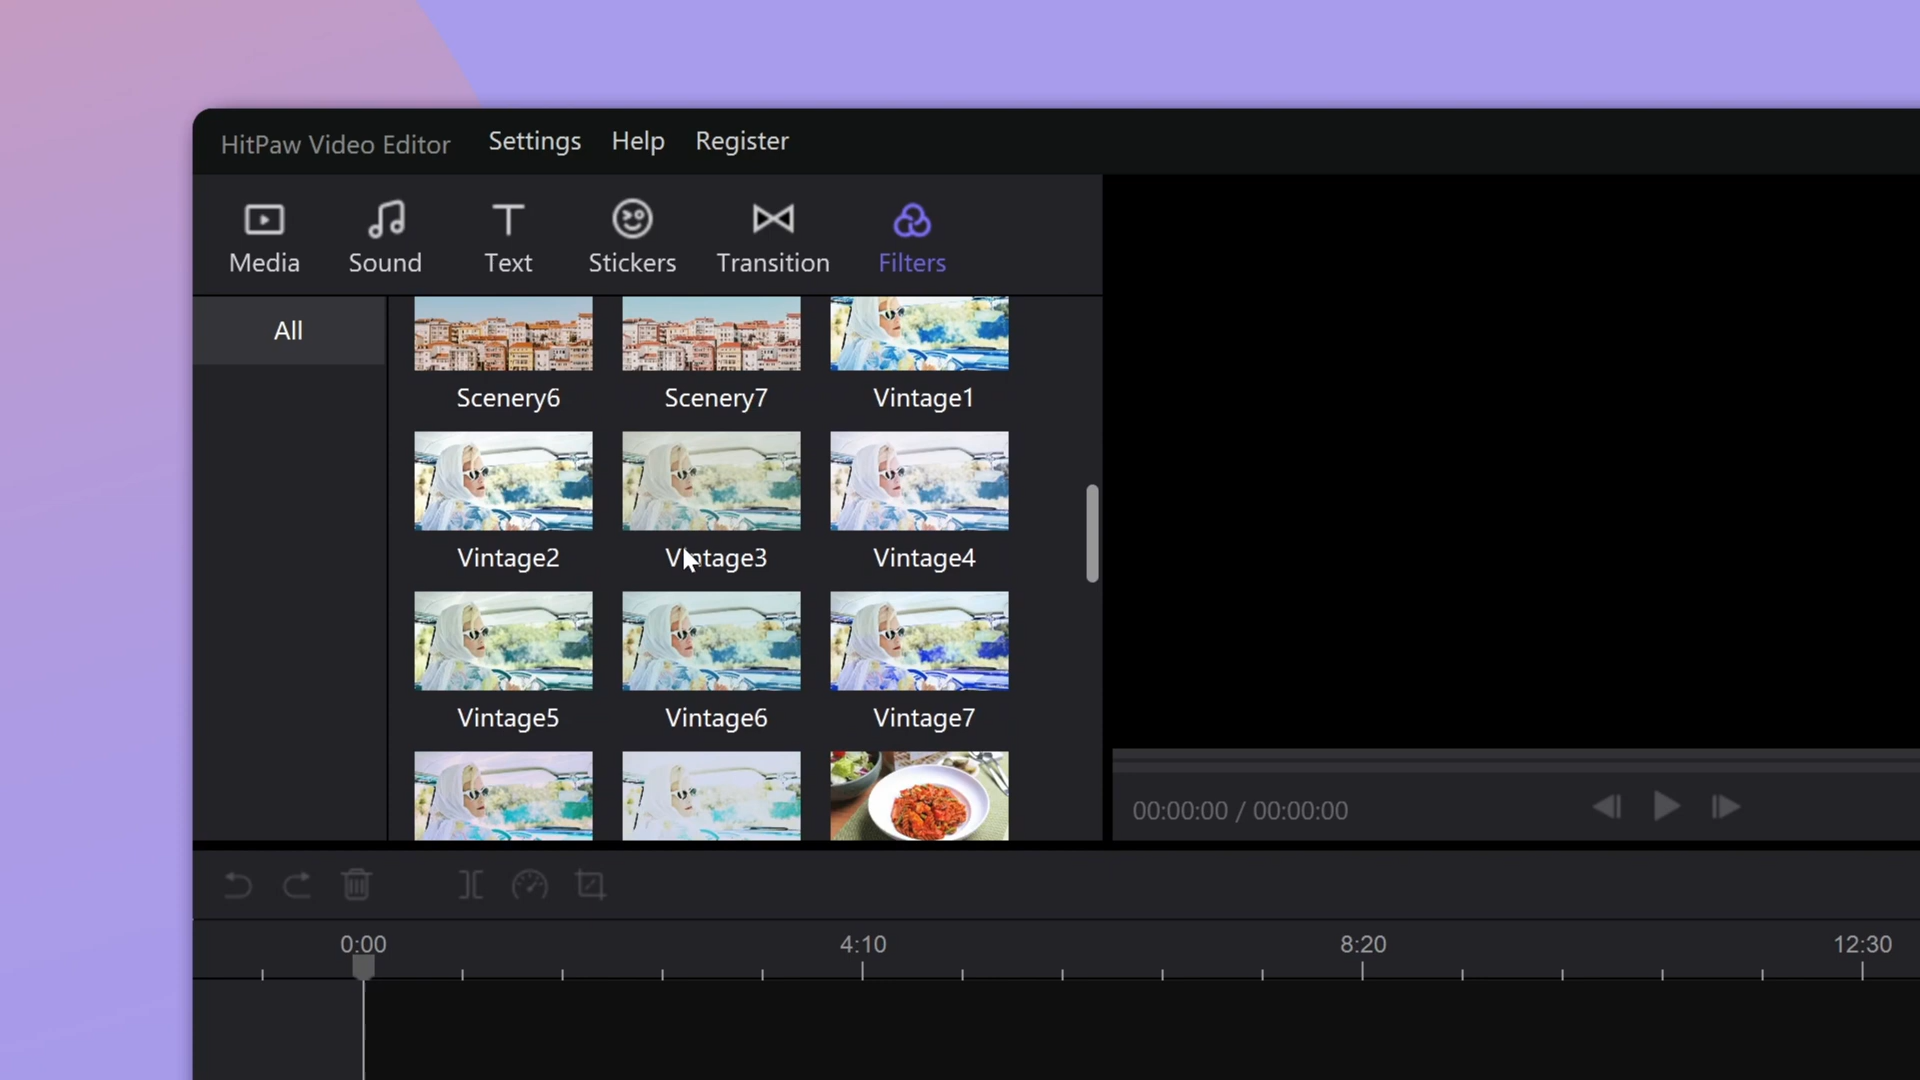 HitPaw Video Editor Settings Help Register
Media Sound Text Stickers Transition Filters
All
Scenery6 Scenery7 Vintage1
Vintage2 Vintage3 Vintage4
Vintage5 Vintage6 Vintage7
00:00:00 / 00:00:00
0:00 4:10 8:20 12:30